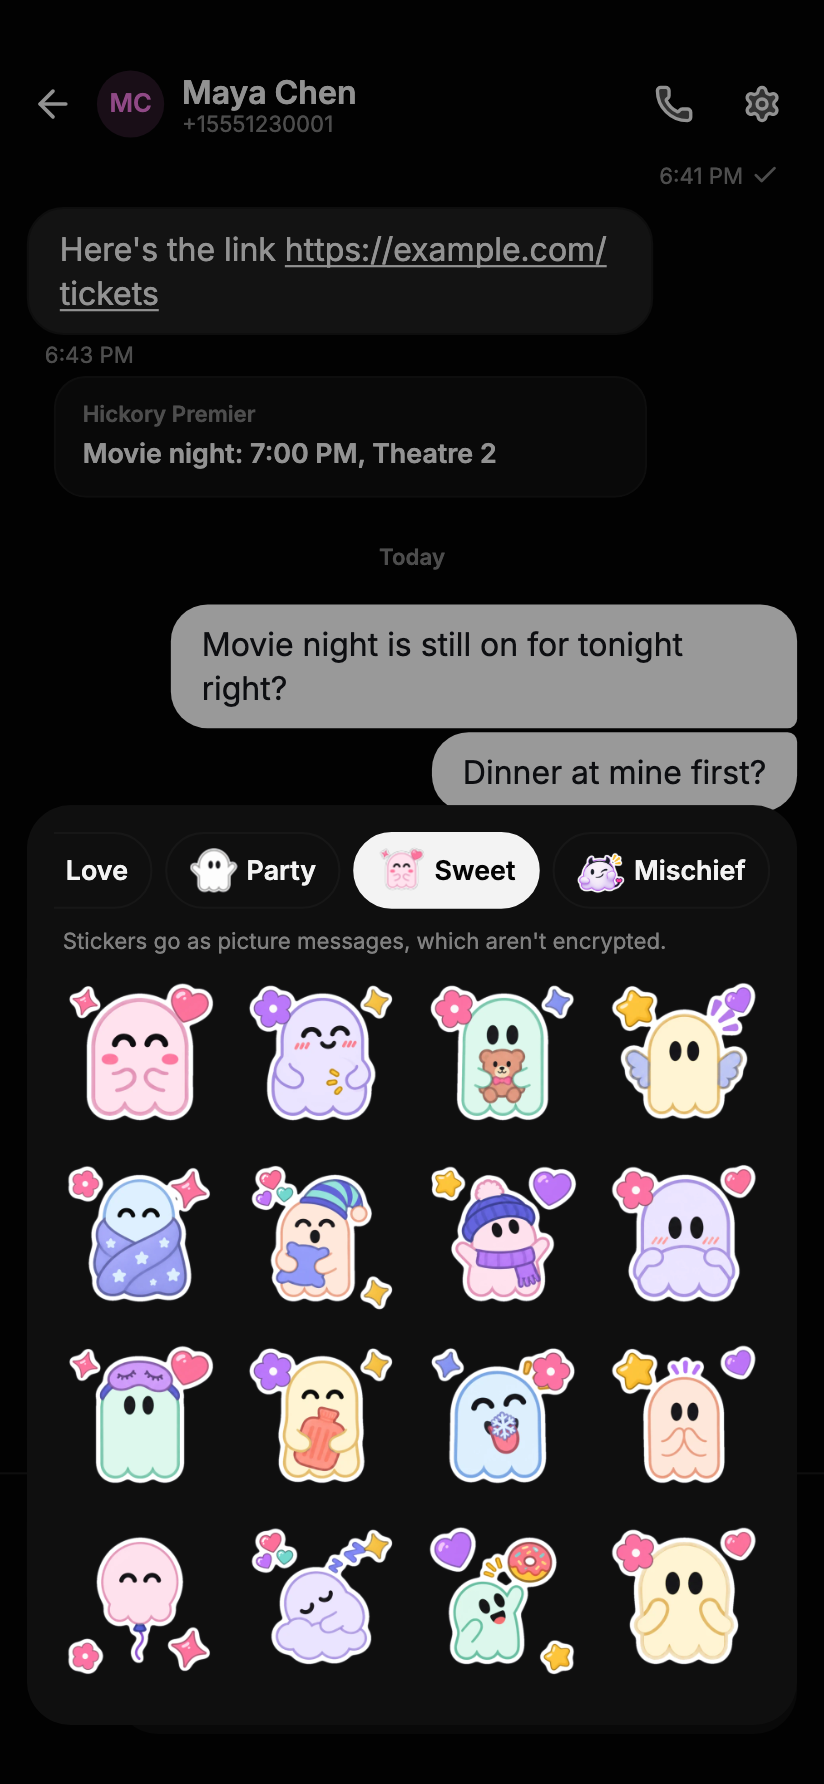 MC
Maya Chen
+15551230001
6:41 PM
Here's the link https://example.com/
tickets
6:43 PM
Hickory Premier
Movie night: 7:00 PM, Theatre 2
Today
Movie night is still on for tonight
right?
Dinner at mine first?
Love
Party
Sweet
Mischief
Stickers go as picture messages, which aren't encrypted.